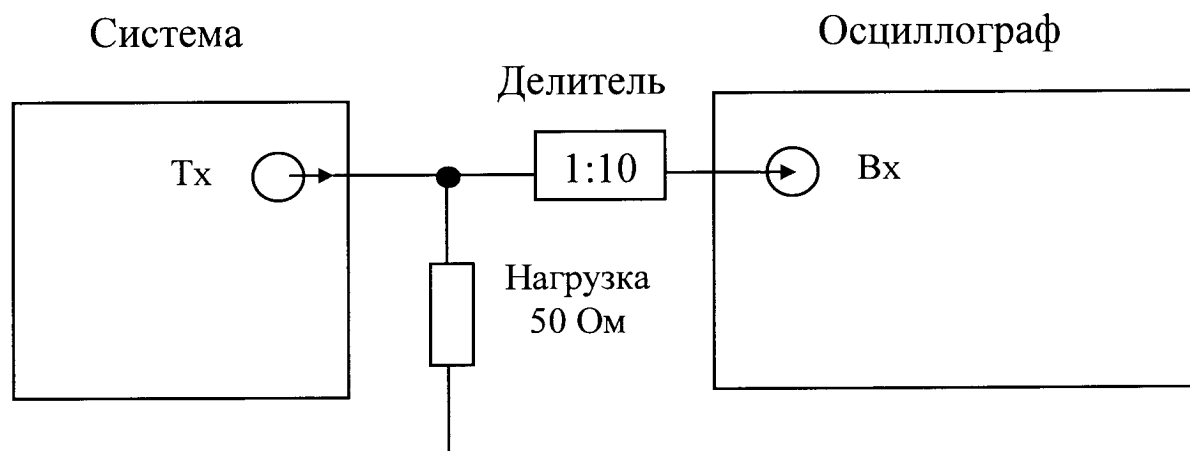 Система
Осциллограф
Делитель
Tx
1:10
Вх
Нагрузка
50 Ом